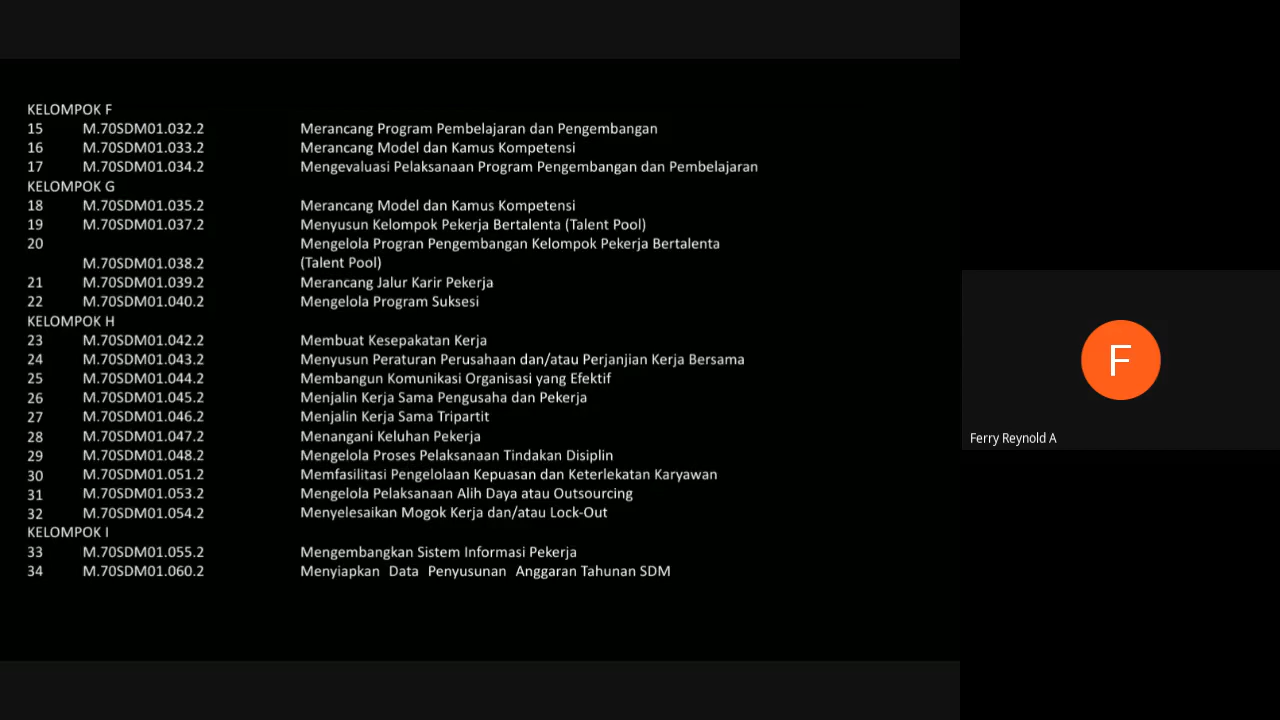 KELOMPOK F
15 M.70SDM01.032.2 Merancang Program Pembelajaran dan Pengembangan
16 M.70SDM01.033.2 Merancang Model dan Kamus Kompetensi
17 M.70SDM01.034.2 Mengevaluasi Pelaksanaan Program Pengembangan dan Pembelajaran
KELOMPOK G
18 M.70SDM01.035.2 Merancang Model dan Kamus Kompetensi
19 M.70SDM01.037.2 Menyusun Kelompok Pekerja Bertalenta (Talent Pool)
20 Mengelola Progran Pengembangan Kelompok Pekerja Bertalenta
M.70SDM01.038.2 (Talent Pool)
21 M.70SDM01.039.2 Merancang Jalur Karir Pekerja
22 M.70SDM01.040.2 Mengelola Program Suksesi
KELOMPOK H
23 M.70SDM01.042.2 Membuat Kesepakatan Kerja
24 M.70SDM01.043.2 Menyusun Peraturan Perusahaan dan/atau Perjanjian Kerja Bersama
25 M.70SDM01.044.2 Membangun Komunikasi Organisasi yang Efektif
26 M.70SDM01.045.2 Menjalin Kerja Sama Pengusaha dan Pekerja
27 M.70SDM01.046.2 Menjalin Kerja Sama Tripartit
28 M.70SDM01.047.2 Menangani Keluhan Pekerja
29 M.70SDM01.048.2 Mengelola Proses Pelaksanaan Tindakan Disiplin
30 M.70SDM01.051.2 Memfasilitasi Pengelolaan Kepuasan dan Keterlekatan Karyawan
31 M.70SDM01.053.2 Mengelola Pelaksanaan Alih Daya atau Outsourcing
32 M.70SDM01.054.2 Menyelesaikan Mogok Kerja dan/atau Lock-Out
KELOMPOK I
33 M.70SDM01.055.2 Mengembangkan Sistem Informasi Pekerja
34 M.70SDM01.060.2 Menyiapkan Data Penyusunan Anggaran Tahunan SDM
F
Ferry Reynold A